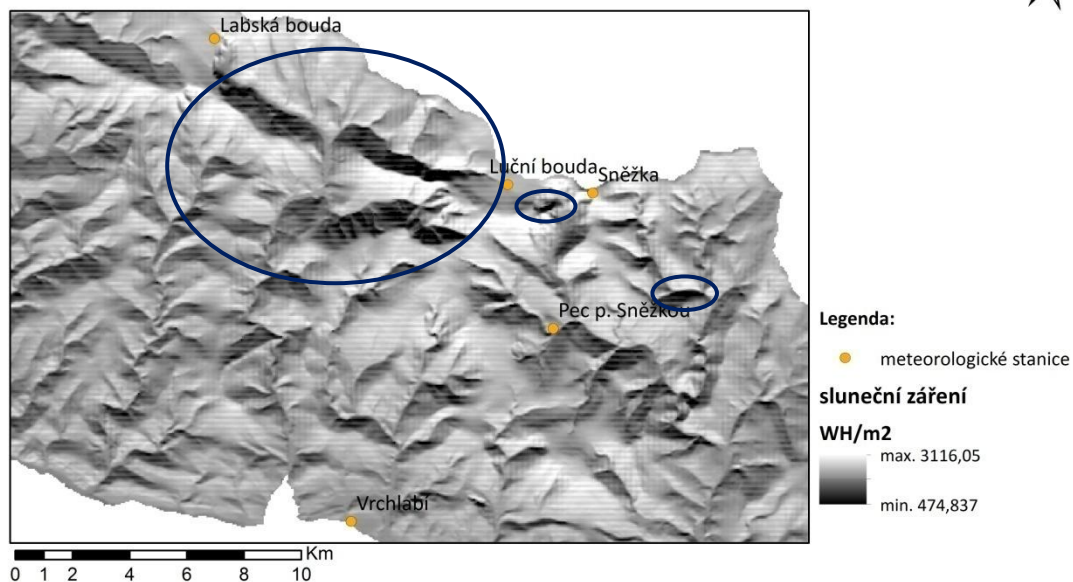 Labská bouda
Luční bouda
Sněžka
Pec p. Sněžkou
Vrchlabí
Legenda:
meteorologické stanice
sluneční záření
WH/m2
max. 3116,05
min. 474,837
Km
0 1 2 4 6 8 10